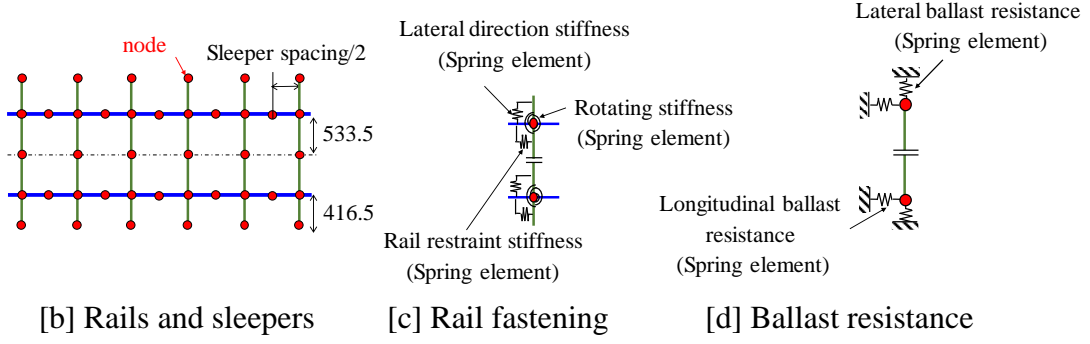 node
Sleeper spacing/2
533.5
416.5
[b] Rails and sleepers
Lateral direction stiffness
(Spring element)
Rotating stiffness
(Spring element)
Rail restraint stiffness
(Spring element)
[c] Rail fastening
Lateral ballast resistance
(Spring element)
Longitudinal ballast
resistance
(Spring element)
[d] Ballast resistance